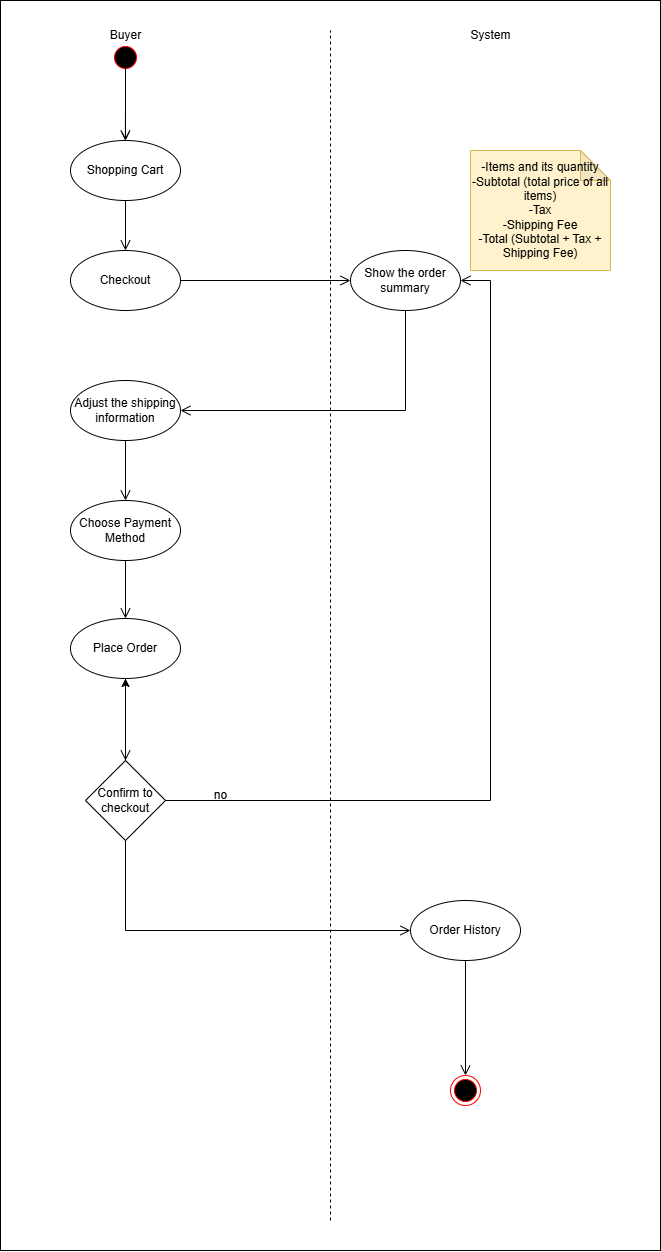 Buyer
System
Shopping Cart
-Items and its quantity
-Subtotal (total price of all
items)
-Tax
-Shipping Fee
-Total (Subtotal + Tax +
Shipping Fee)
Checkout
Show the order
summary
Adjust the shipping
information
Choose Payment
Method
Place Order
Confirm to
checkout
no
Order History